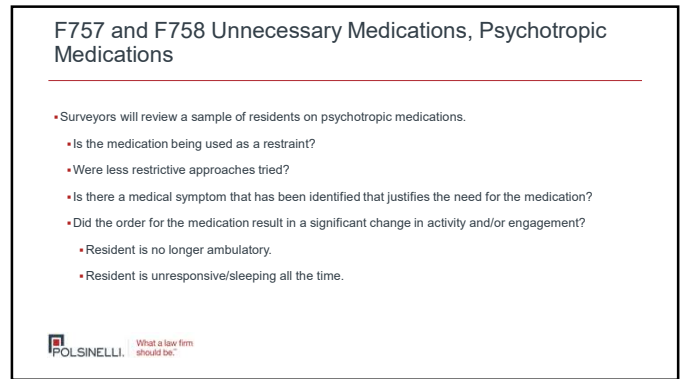 F757 and F758 Unnecessary Medications, Psychotropic
Medications
▪Surveyors will review a sample of residents on psychotropic medications.
▪Is the medication being used as a restraint?
▪Were less restrictive approaches tried?
▪Is there a medical symptom that has been identified that justifies the need for the medication?
▪Did the order for the medication result in a significant change in activity and/or engagement?
▪Resident is no longer ambulatory.
▪Resident is unresponsive/sleeping all the time.
POLSINELLI.
What a law firm
should be.™